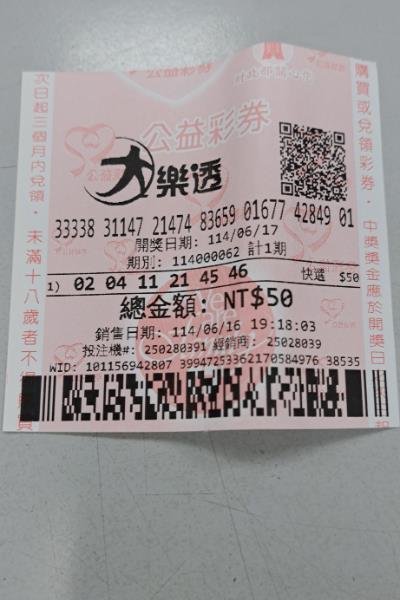 公益彩券
大樂透
33338 31147 21474 83659 01677 42849 01
開獎日期: 114/06/17
期別: 114000062 計1期
1) 02 04 11 21 45 46 快選 $50
總金額: NT$50
銷售日期: 114/06/16 19:18:03
投注機#: 250280391 經銷商: 25028039
WID: 101156942807 39947253362170584976 38535
次日起三個月內兌領。未滿十八歲者不得
購買或兌領彩券。中獎獎金應於開獎日